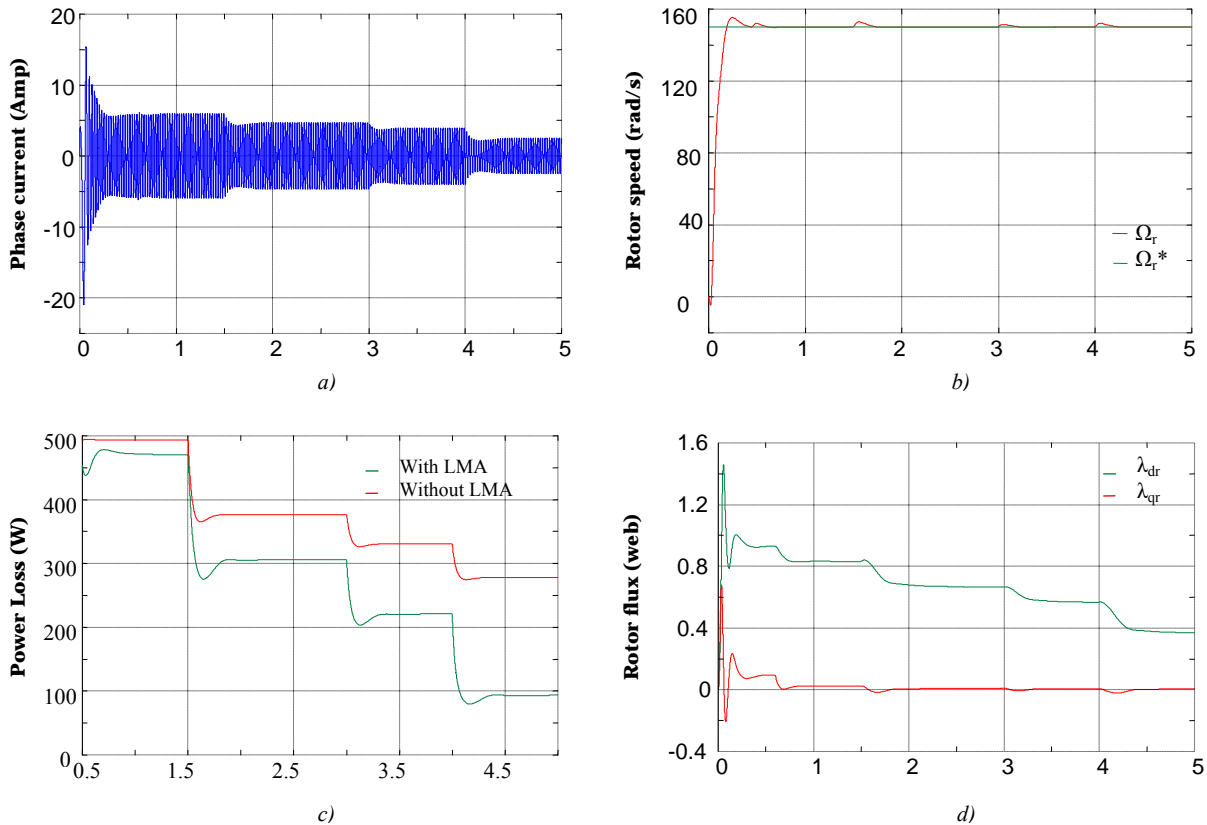 Phase current (Amp)
20
10
0
-10
-20
0 1 2 3 4 5
a)
Rotor speed (rad/s)
160
160
80
40
0
Ωr
Ωr*
0 1 2 3 4 5
b)
Power Loss (W)
500
400
300
200
100
0
With LMA
Without LMA
0.5 1.5 2.5 3.5 4.5
c)
Rotor flux (web)
1.6
1.2
0.8
0.4
0
-0.4
λdr
λqr
0 1 2 3 4 5
d)